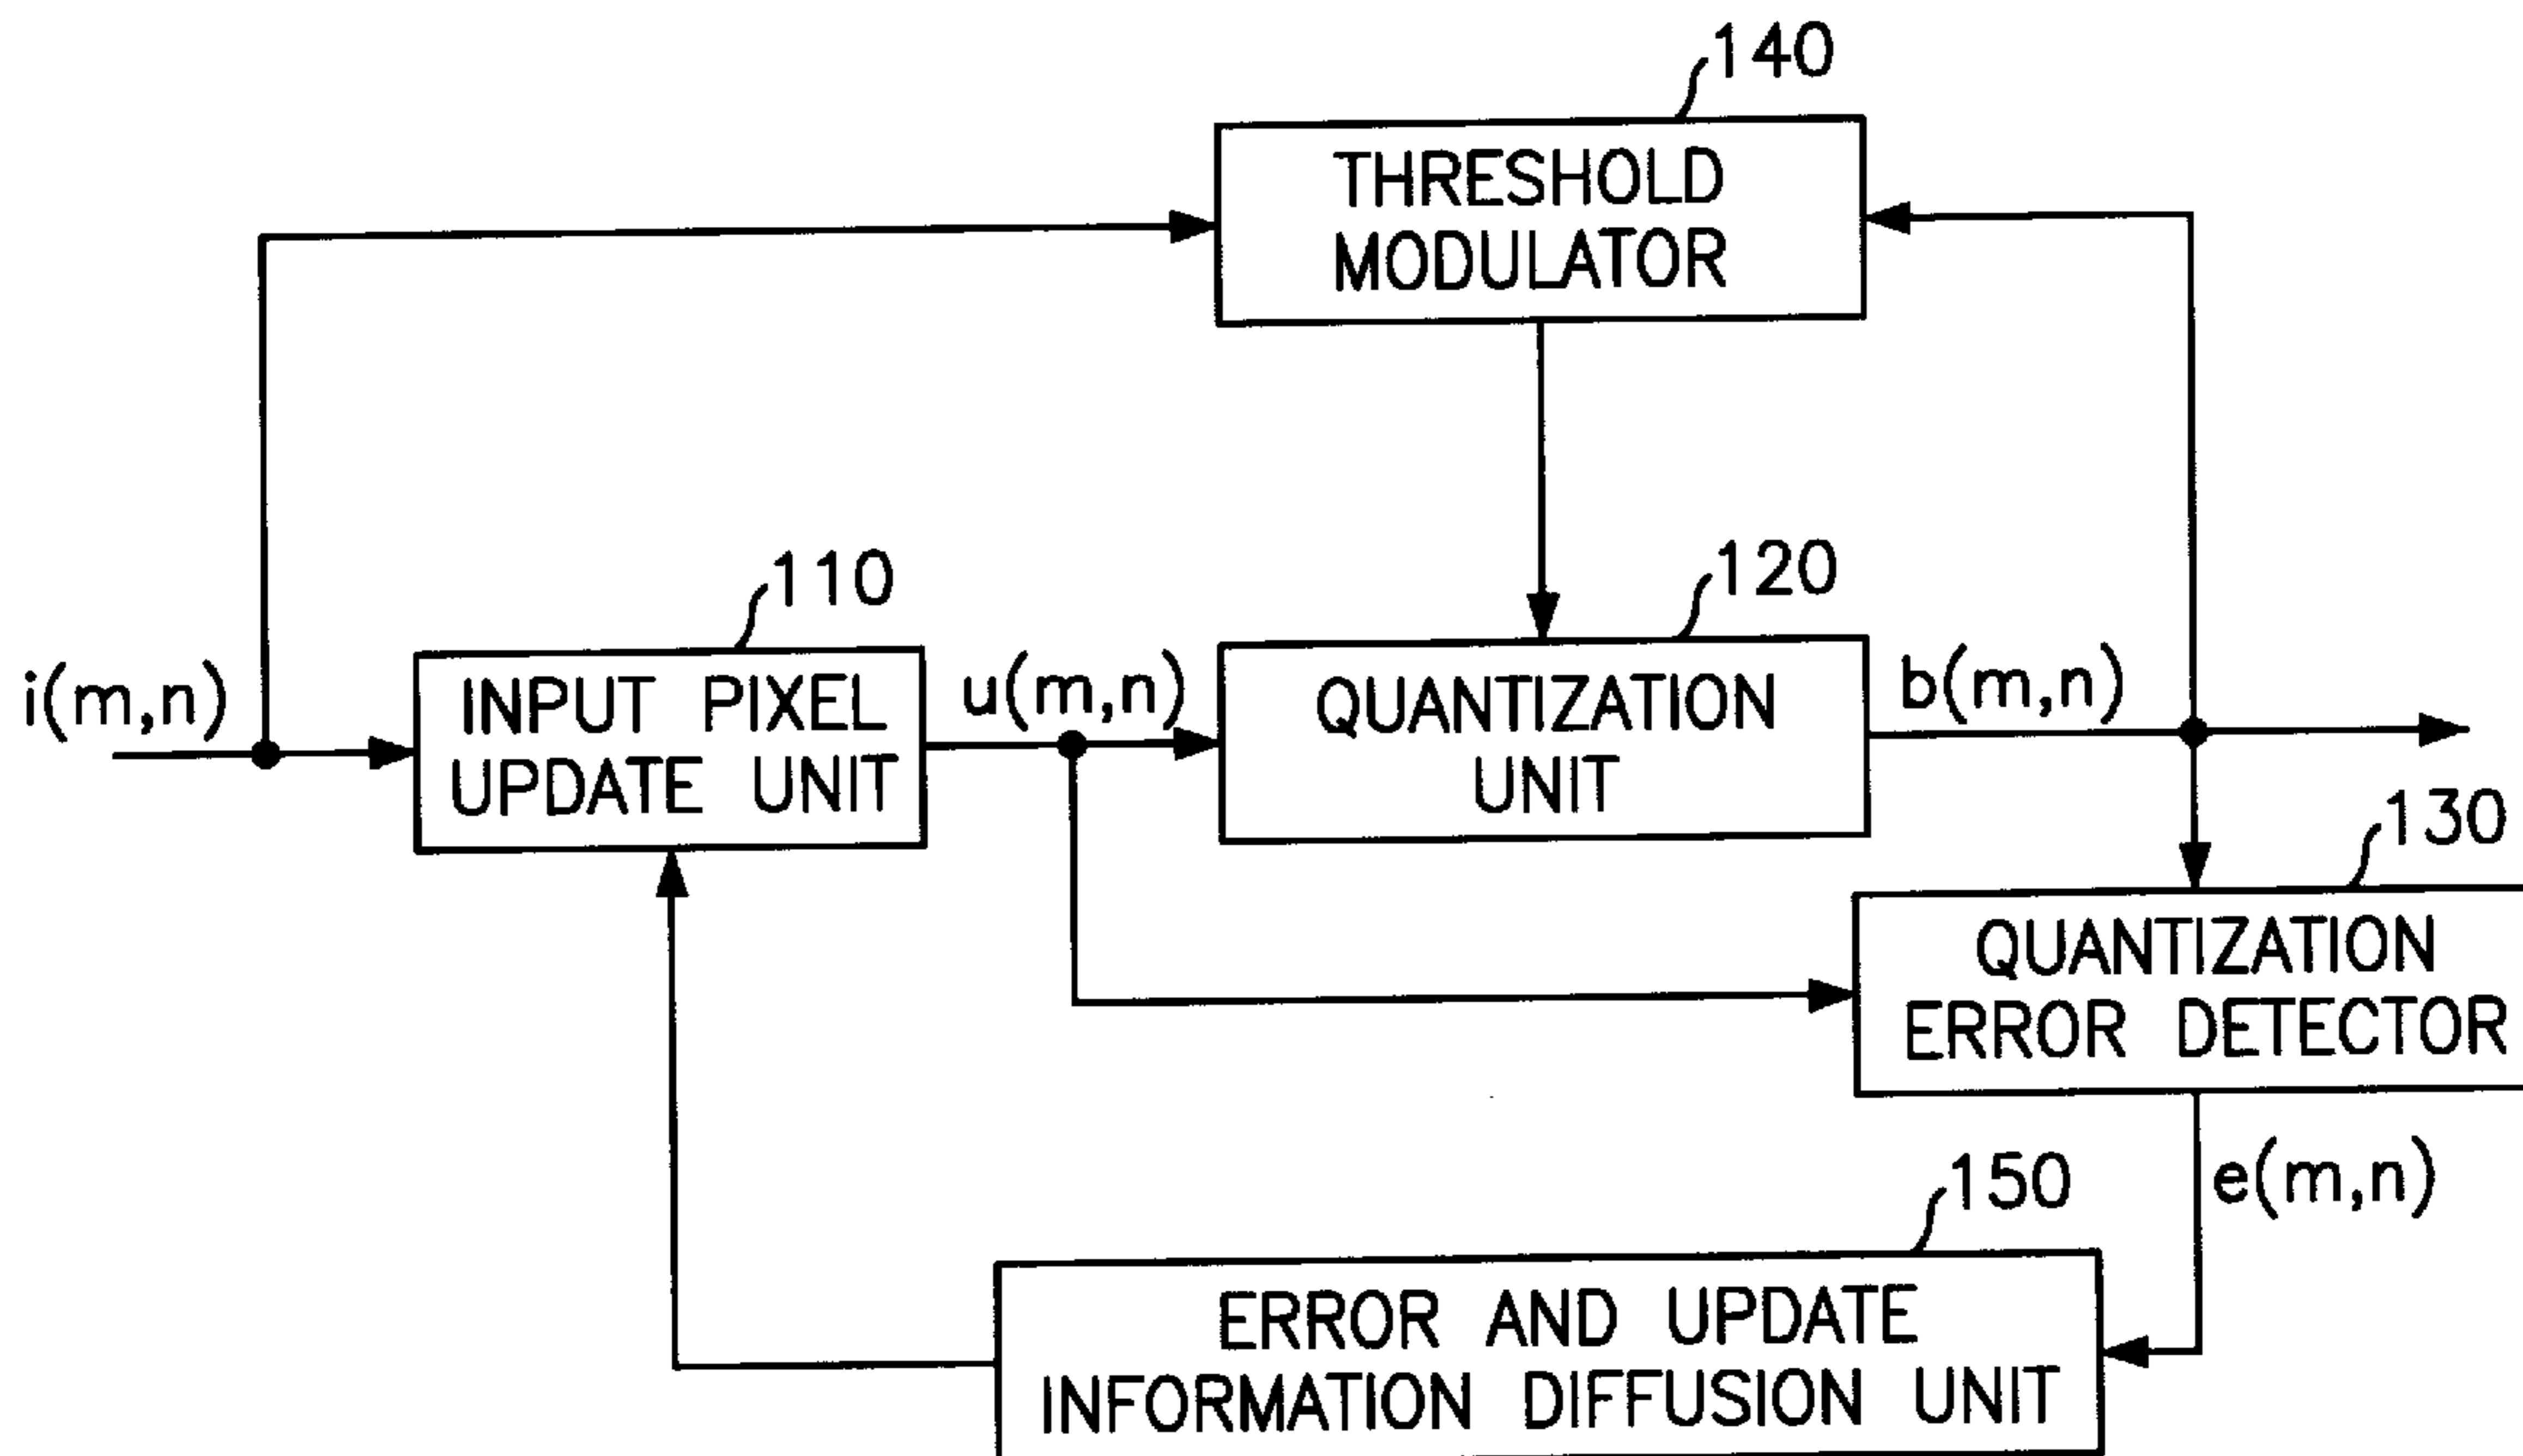 140
THRESHOLD
MODULATOR
110
120
i(m,n)
INPUT PIXEL
UPDATE UNIT
u(m,n)
QUANTIZATION
UNIT
b(m,n)
130
QUANTIZATION
ERROR DETECTOR
e(m,n)
150
ERROR AND UPDATE
INFORMATION DIFFUSION UNIT